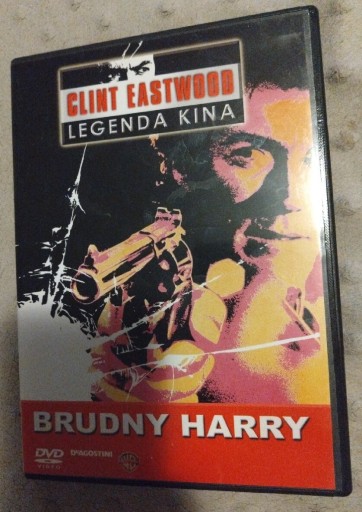 CLINT EASTWOOD
LEGENDA KINA
BRUDNY HARRY
DVD DEAGOSTINI
VIDEO